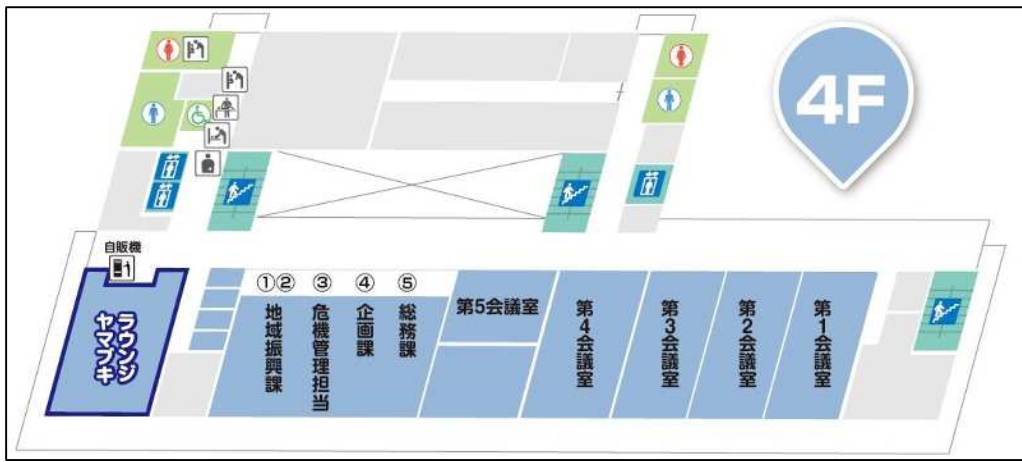 4F
自販機
ラウンジ
ヤマブキ
①②
地域振興課
③
危機管理担当
④
企画課
⑤
総務課
第5会議室
第4会議室
第3会議室
第2会議室
第1会議室